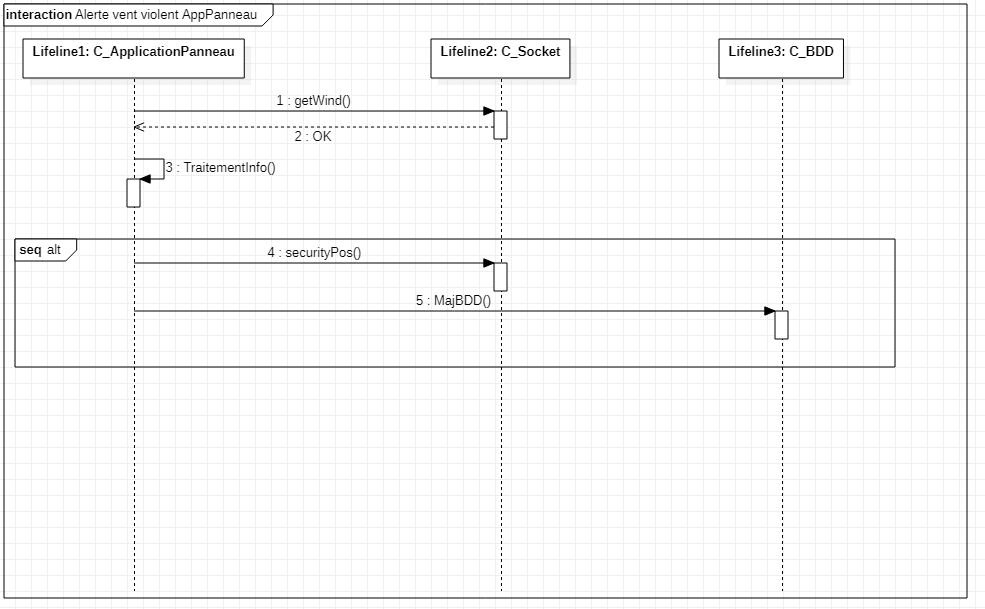 interaction Alerte vent violent AppPanneau
Lifeline1: C_ApplicationPanneau
Lifeline2: C_Socket
Lifeline3: C_BDD
1 : getWind()
2 : OK
3 : TraitementInfo()
seq alt
4 : securityPos()
5 : MajBDD()